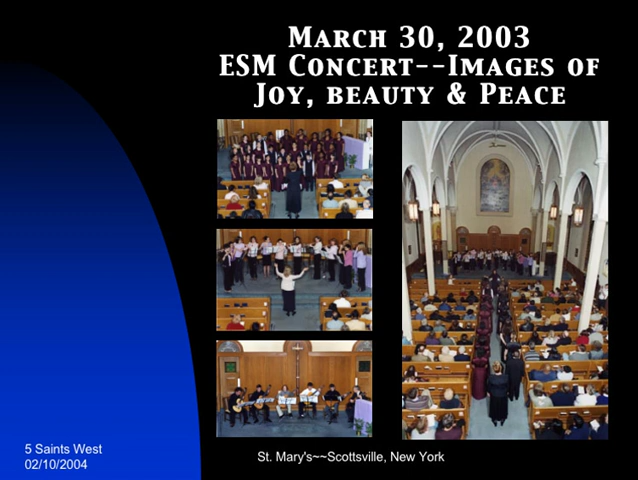 March 30, 2003
ESM Concert--Images of
Joy, beauty & Peace
5 Saints West
02/10/2004
St. Mary's~~Scottsville, New York